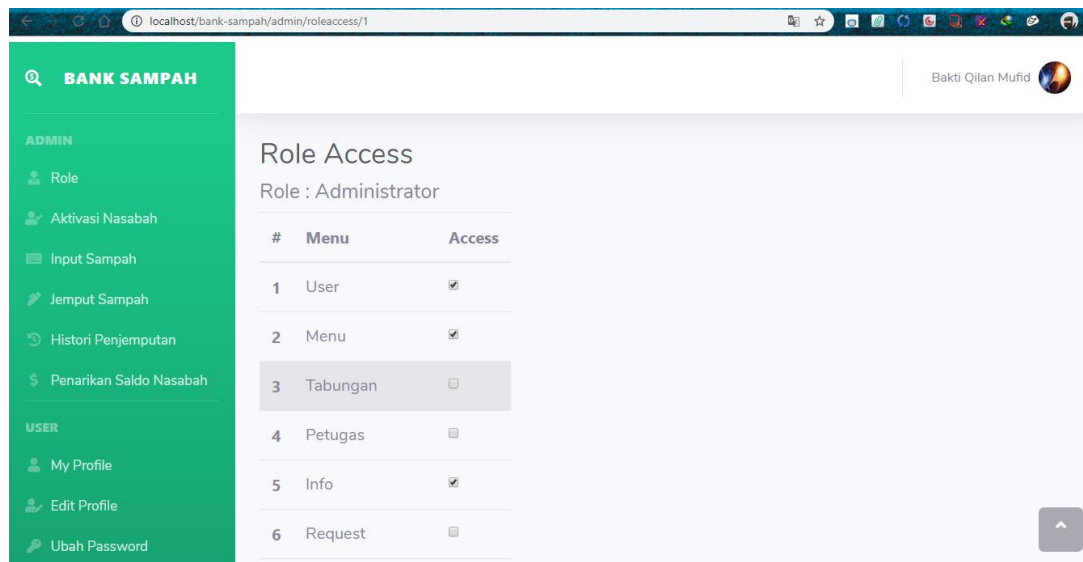 localhost/bank-sampah/admin/roleaccess/1
BANK SAMPAH
Bakti Qilan Mufid
ADMIN
Role
Aktivasi Nasabah
Input Sampah
Jemput Sampah
Histori Penjemputan
Penarikan Saldo Nasabah
USER
My Profile
Edit Profile
Ubah Password
Role Access
Role : Administrator
# Menu Access
1 User
2 Menu
3 Tabungan
4 Petugas
5 Info
6 Request